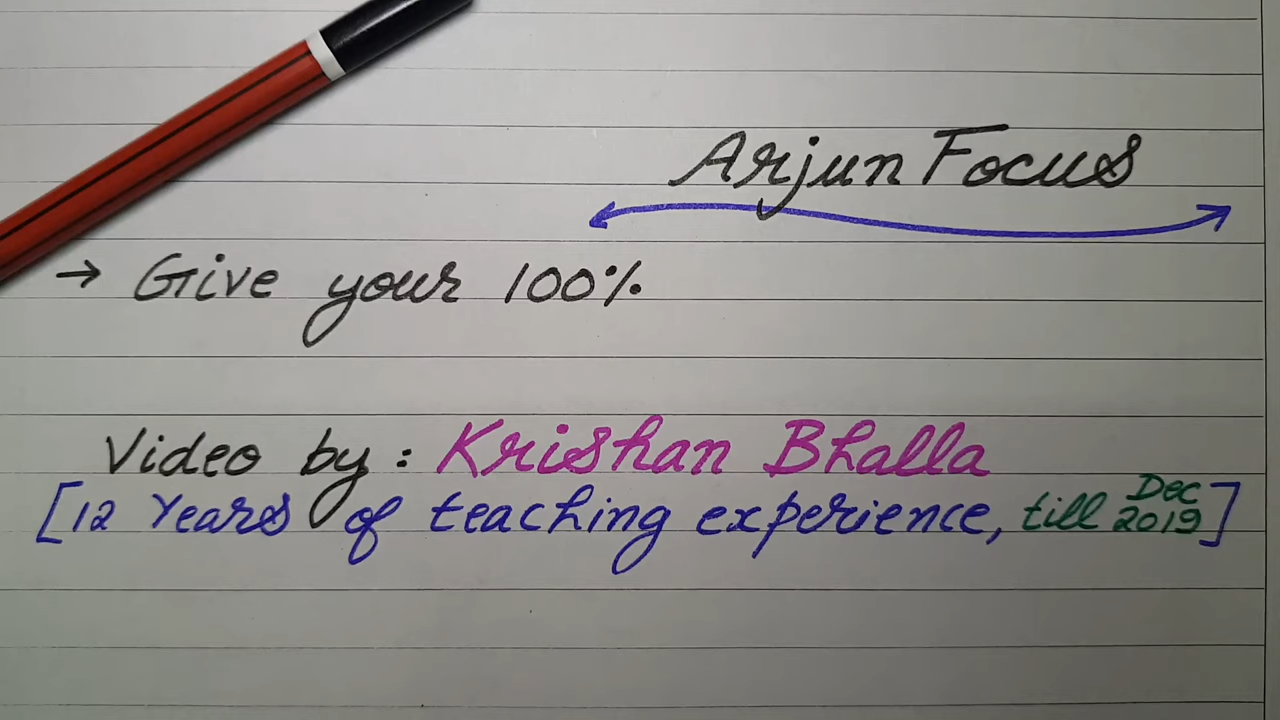 Arjun Focus
→ Give your 100%
Video by : Krishan Bhalla
[12 Years of teaching experience, till Dec 2019]